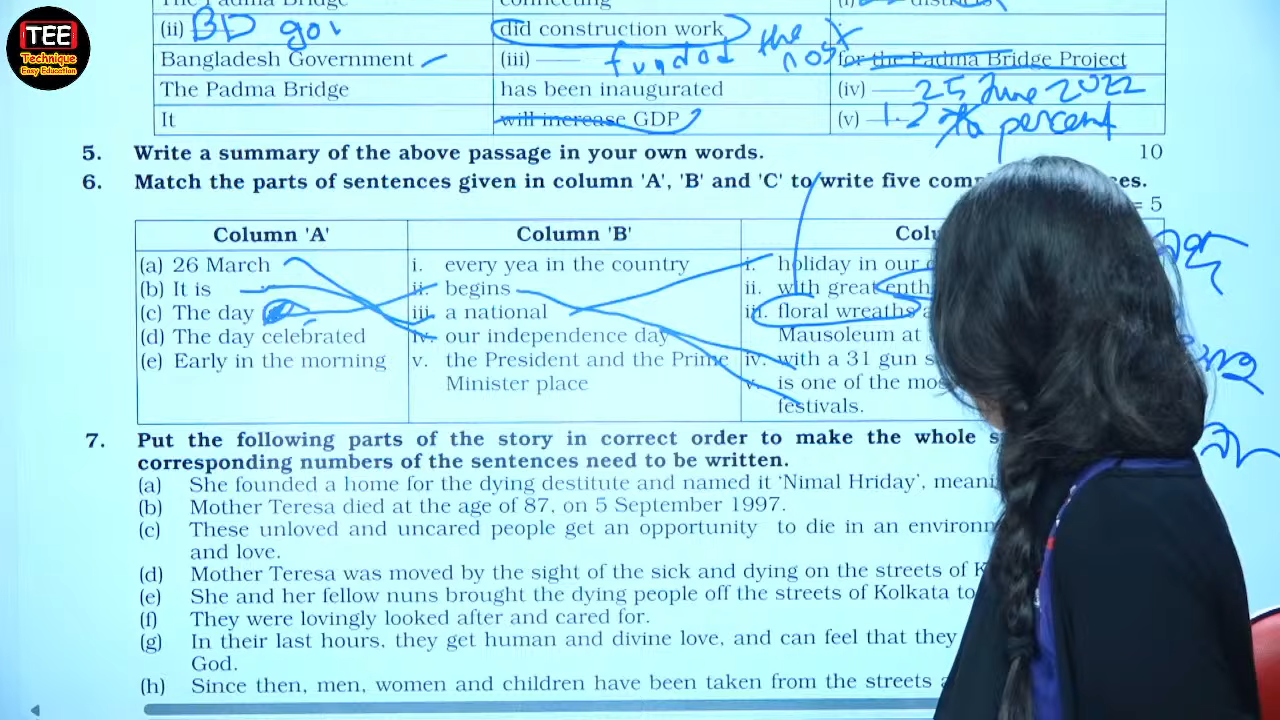 TEE
Technique
Easy Education
The Padma Bridge connecting
(ii) BD gov did construction work
Bangladesh Government (iii) funded the most for the Padma Bridge Project
The Padma Bridge has been inaugurated (iv) 25 June 2022
It will increase GDP (v) 1.2 percent
5. Write a summary of the above passage in your own words. 10
6. Match the parts of sentences given in column 'A', 'B' and 'C' to write five
= 5
Column 'A' Column 'B'
(a) 26 March i. every yea in the country i. holiday in our
(b) It is ii. begins ii. with great
(c) The day iii. a national iii. floral wreaths
(d) The day celebrated iv. our independence day Mausoleum at
(e) Early in the morning v. the President and the Prime iv. with a 31 gun
Minister place v. is one of the
festivals.
7. Put the following parts of the story in correct order to make the whole
corresponding numbers of the sentences need to be written.
(a) She founded a home for the dying destitute and named it 'Nimal Hriday',
(b) Mother Teresa died at the age of 87, on 5 September 1997.
(c) These unloved and uncared people get an opportunity to die in an
and love.
(d) Mother Teresa was moved by the sight of the sick and dying on the streets of
(e) She and her fellow nuns brought the dying people off the streets of Kolkata to
(f) They were lovingly looked after and cared for.
(g) In their last hours, they get human and divine love, and can feel that they
God.
(h) Since then, men, women and children have been taken from the streets